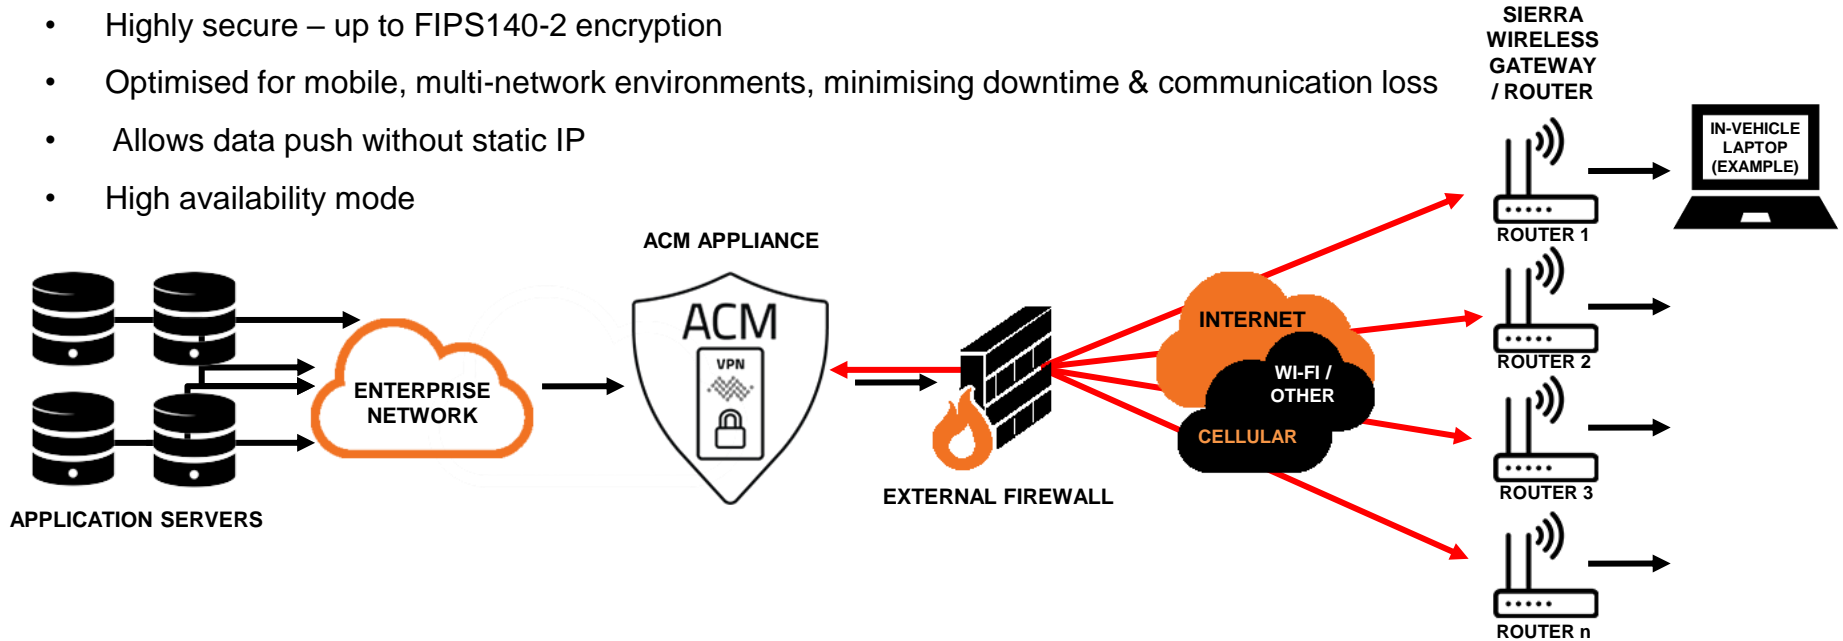 • Highly secure – up to FIPS140-2 encryption
• Optimised for mobile, multi-network environments, minimising downtime & communication loss
• Allows data push without static IP
• High availability mode
SIERRA
WIRELESS
GATEWAY
/ ROUTER
IN-VEHICLE
LAPTOP
(EXAMPLE)
ROUTER 1
ACM APPLIANCE
ACM
VPN
ENTERPRISE
NETWORK
INTERNET
WI-FI /
OTHER
CELLULAR
ROUTER 2
EXTERNAL FIREWALL
ROUTER 3
APPLICATION SERVERS
ROUTER n